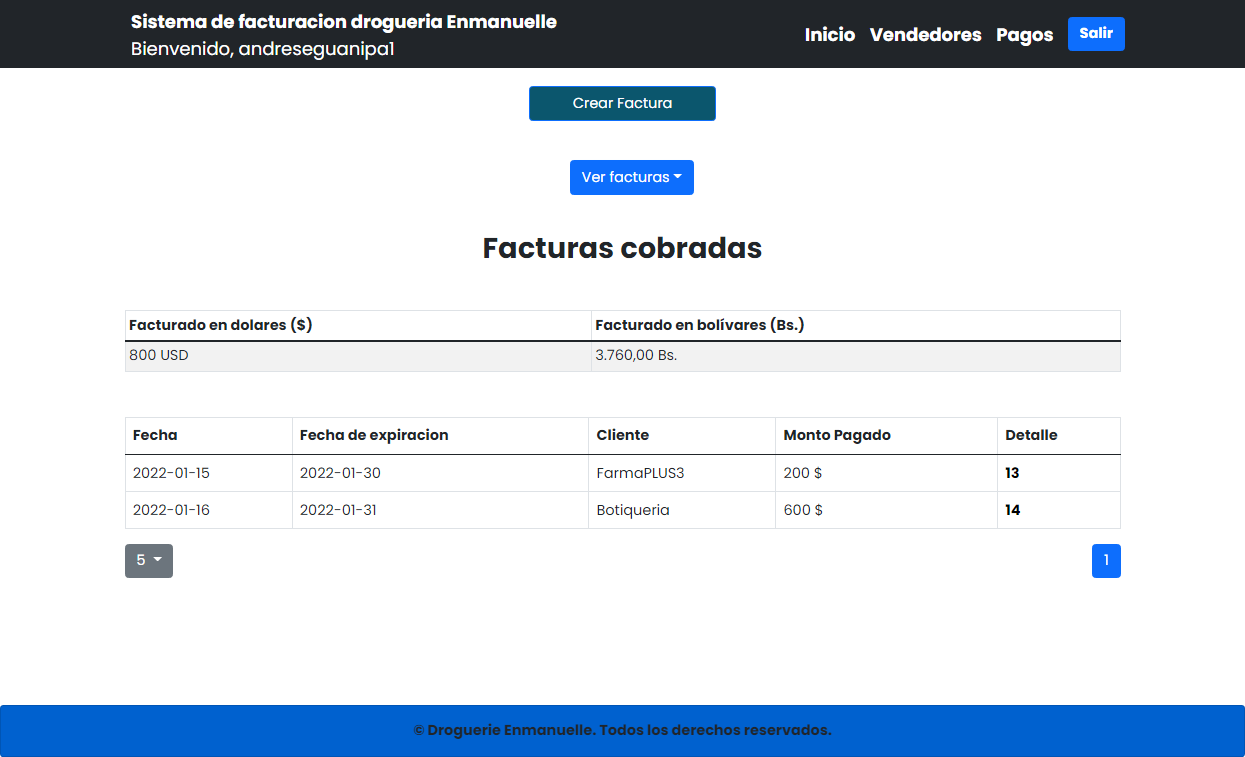 Sistema de facturacion drogueria Enmanuelle
Bienvenido, andreseguanipa1
Inicio Vendedores Pagos Salir
Crear Factura
Ver facturas
Facturas cobradas
Facturado en dolares ($) Facturado en bolívares (Bs.)
800 USD 3.760,00 Bs.
Fecha Fecha de expiracion Cliente Monto Pagado Detalle
2022-01-15 2022-01-30 FarmaPLUS3 200 $ 13
2022-01-16 2022-01-31 Botiqueria 600 $ 14
5 1
© Droguerie Enmanuelle. Todos los derechos reservados.